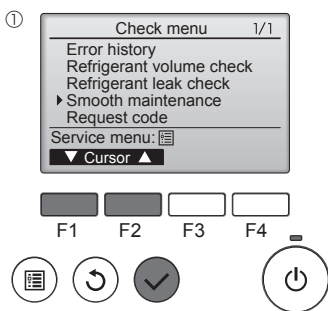 ①
Check menu 1/1
Error history
Refrigerant volume check
Refrigerant leak check
Smooth maintenance
Request code
Service menu:
▼ Cursor ▲
F1 F2 F3 F4